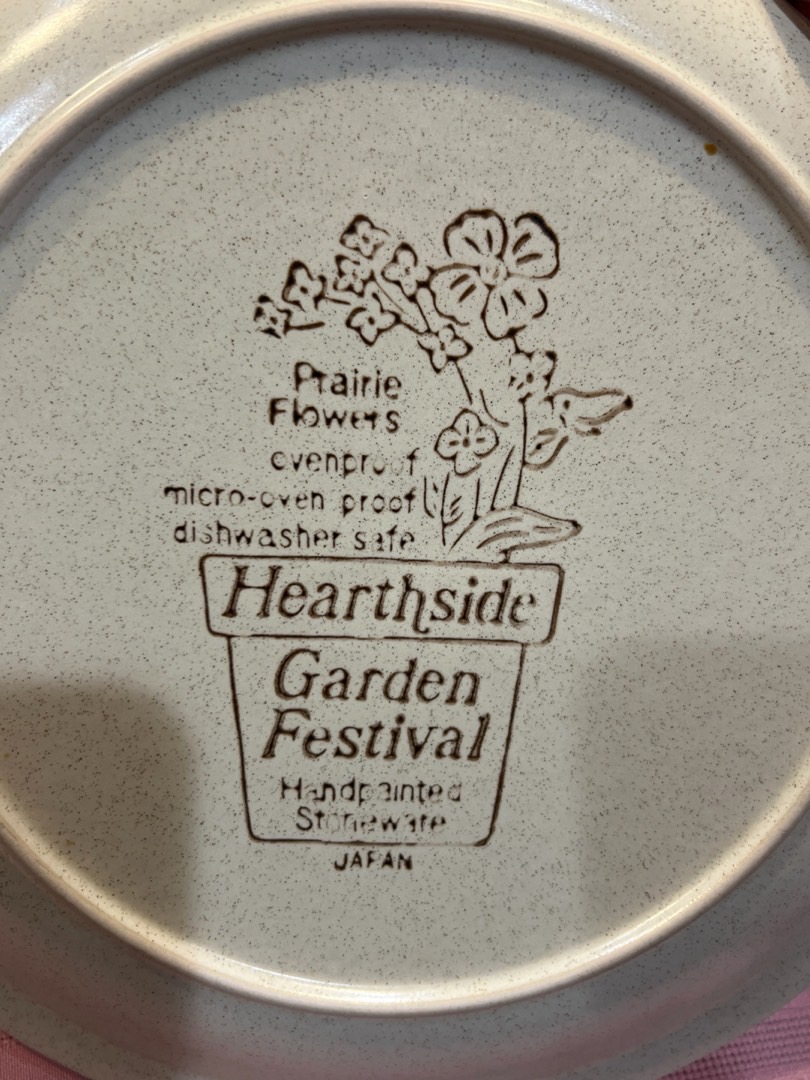 Prairie
Flowers
ovenproof
micro-oven proof
dishwasher safe
Hearthside
Garden
Festival
Handpainted
Stoneware
JAPAN